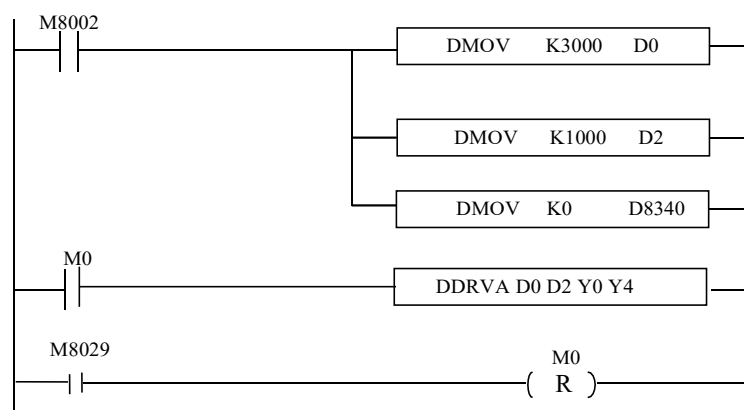 M8002
DMOV K3000 D0
DMOV K1000 D2
DMOV K0 D8340
M0
DDRVA D0 D2 Y0 Y4
M8029
M0
( R )